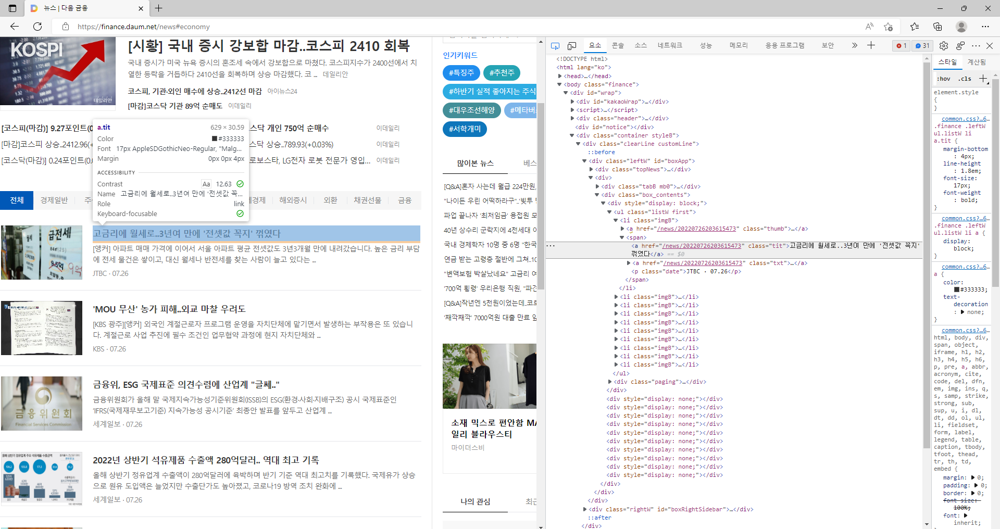 뉴스 | 다음 금융
https://finance.daum.net/news#economy
KOSPI
데일리안
[시황] 국내 증시 강보합 마감..코스피 2410 회복
국내 증시가 미국 뉴욕 증시의 혼조세 속에서 강보합으로 마쳤다. 코스피지수가 2400선에서 치
열한 등락을 거듭하다 2410선을 회복하며 상승 마감했다. 코 ... 데일리안
코스피, 기관·외인 매수에 상승..2412선 마감 아이뉴스24
[마감]코스닥 기관 89억 순매도 이데일리
[코스피(마감)] 9.27포인트(0
스닥 개인 750억 순매수 이데일리
[마감]코스피 상승..2412.96(+
스닥 상승..789.93(+0.03%) 이데일리
[코스닥(마감)] 0.24포인트(0.0
로보스타, LG전자 로봇 전문가 영입... 이데일리
a.tit 629 × 30.59
Color #333333
Font 17px AppleSDGothicNeo-Regular, "Malg...
Margin 0px 0px 4px
ACCESSIBILITY
Contrast Aa 12.63
Name 고금리에 월세로..3년여 만에 '전셋값 꼭...
Role link
Keyboard-focusable
전체 경제일반 주 제경제 해외증시 외환 채권선물 금융
급전세
고금리에 월세로..3년여 만에 '전셋값 꼭지' 꺾였다
[앵커] 아파트 매매 가격에 이어서 서울 아파트 평균 전셋값도 3년3개월 만에 내려갔습니다. 높은 금리 부담
에 전세 물건은 쌓이고, 대신 월세나 반전세를 찾는 사람이 늘고 있다는 ...
JTBC · 07.26
'MOU 무산' 농가 피해..외교 마찰 우려도
[KBS 광주][앵커] 외국인 계절근로자 프로그램 운영을 자치단체에 맡기면서 발생하는 부작용은 또 있습니
다. 계절근로 사업 추진에 필수 조건인 업무협약 과정에 현지 자치단체와 ...
KBS · 07.26
금융위원회
Financial Services Commission
금융위, ESG 국제표준 의견수렴에 산업계 "글쎄.."
금융위원회가 올해 말 국제지속가능성기준위원회(ISSB)의 ESG(환경·사회·지배구조) 공시 국제표준인
'IFRS(국제재무보고기준) 지속가능성 공시기준' 최종안 발표를 앞두고 산업계 ...
세계일보 · 07.26
올해 상반기 정유업계 주요 석유제품 수출금액
2022년 상반기 석유제품 수출액 280억달러.. 역대 최고 기록
올해 상반기 정유업계 수출액이 280억달러에 육박하며 반기 기준 역대 최고치를 기록했다. 국제유가 상승
으로 원유 도입액은 늘었지만 수출단가도 높아졌고, 코로나19 방역 조치 완화에 ...
세계일보 · 07.26
인기키워드
#특징주 #추천주
#하반기 실적 좋아지는 주식
#대우조선해양 #메타버스
#서학개미
많이본 뉴스 베스
[Q&A]혼자 사는데 월급 224만원,
"나이든 우린 어떡하라구"..'빚투 탕
파업 끝나자 '최저임금' 용접원 모
40년 상수리 군락지에 4천세대 아
국내 경제학자 10명 중 6명 "한국
연금 받는 고령층 절반에 그쳐..10
"변액보험 박살났네요" 고금리 여
'700억 횡령' 우리은행 직원, "파견
[Q&A]작년엔 5천원이었는데..코로
'째깍째깍' 7000억원 대출 만료 앞
소재 믹스로 편안함 MA
일리 블라우스티
마이더스비
나의 관심 최근
요소 콘솔 소스 네트워크 성능 메모리 응용 프로그램 보안 1 31
<!DOCTYPE html>
<html lang="ko">
<head>…</head>
<body class="finance">
<div id="wrap">
<div id="kakaoWrap">…</div>
<script>…</script>
<div class="header">…</div>
<div id="notice"></div>
<div class="container styleB">
<div class="clearLine customLine">
::before
<div class="leftW" id="boxApp">
<div class="topNews">…</div>
<div>
<div class="tabB mb0">…</div>
<div class="box_contents">
<div style="display: block;">
<ul class="listW first">
<li class="imgB">
<a href="/news/20220726203615473" class="thumb">…</a>
<span>
<a href="/news/20220726203615473" class="tit">고금리에 월세로..3년여 만에 '전셋값 꼭지'
꺾였다</a> == $0
<a href="/news/20220726203615473" class="txt">…</a>
<p class="date">JTBC · 07.26</p>
</span>
</li>
<li class="imgB">…</li>
<li class="imgB">…</li>
<li class="imgB">…</li>
<li class="imgB">…</li>
<li class="imgB">…</li>
<li class="imgB">…</li>
<li class="imgB">…</li>
<li class="imgB">…</li>
<li class="imgB">…</li>
</ul>
<div class="paging">…</div>
</div>
<div style="display: none;"></div>
<div style="display: none;"></div>
<div style="display: none;"></div>
<div style="display: none;"></div>
<div style="display: none;"></div>
<div style="display: none;"></div>
<div style="display: none;"></div>
<div style="display: none;"></div>
<div style="display: none;"></div>
<div style="display: none;"></div>
</div>
</div>
</div>
<div class="rightW" id="boxRightSidebar">…</div>
::after
</div>
스타일 계산됨
:hov .cls
element.style
{
}
common.css?…6…
.finance .leftW
ul.listW li
a.tit {
margin-bottom
: 4px;
line-height
: 1.8em;
font-size:
17px;
font-weight
: bold;
}
common.css?…6…
.finance .leftW
ul.listW li a {
display:
block;
}
common.css?…6…
a {
color:
#333333;
text-
decoration
: none;
}
common.css?…6…
html, body, div,
span, object,
iframe, h1, h2,
h3, h4, h5, h6,
p, pre, a, abbr,
acronym, cite,
code, del, dfn,
em, img, ins, q,
s, samp, strike,
strong, sub,
sup, u, i, dl,
dt, dd, ol, ul,
li, fieldset,
form, label,
legend, table,
caption, tbody,
tfoot, thead,
tr, th, td,
embed {
margin: 0;
padding: 0;
border: 0;
font-size:
100%;
font:
inherit;